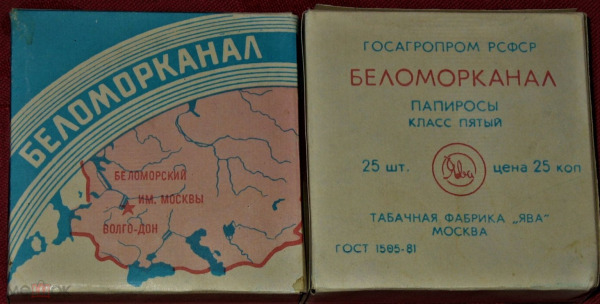 БЕЛОМОРКАНАЛ
БЕЛОМОРСКИЙ
ИМ. МОСКВЫ
ВОЛГО-ДОН
ГОСАГРОПРОМ РСФСР
БЕЛОМОРКАНАЛ
ПАПИРОСЫ
КЛАСС ПЯТЫЙ
25 шт. Ява цена 25 коп
ТАБАЧНАЯ ФАБРИКА „ЯВА"
МОСКВА
ГОСТ 1505-81